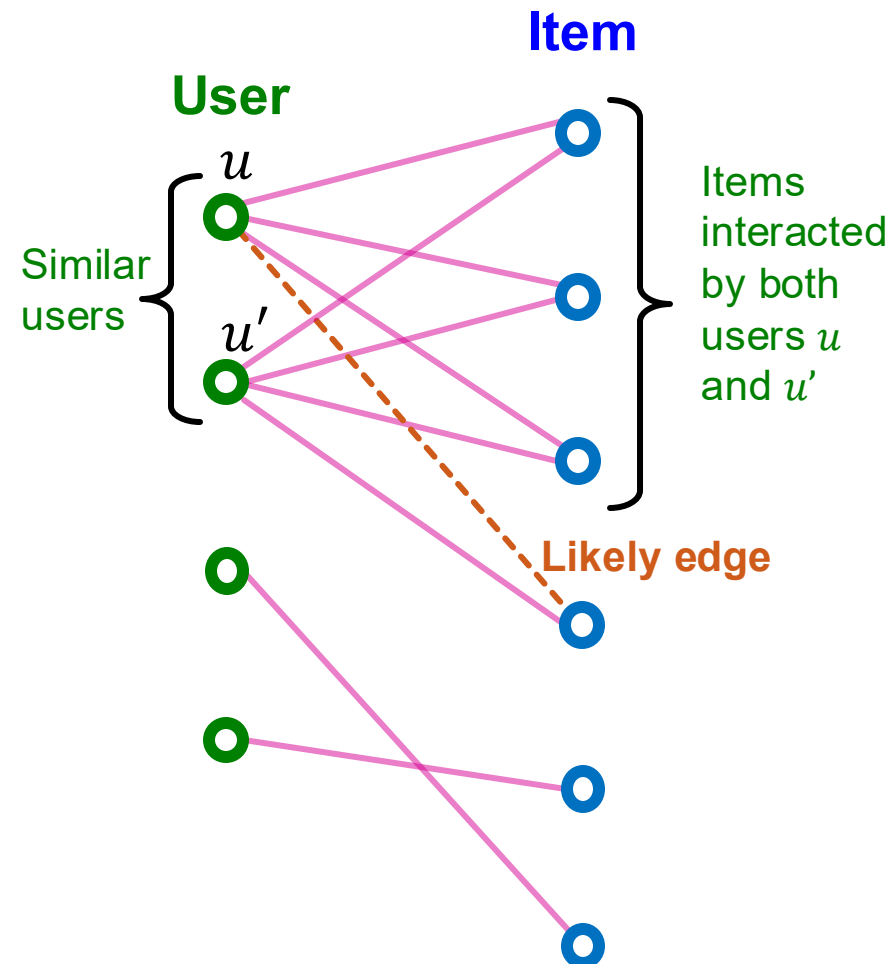 Item
User
𝑢
Similar
users
𝑢′
Items
interacted
by both
users 𝑢
and 𝑢’
Likely edge